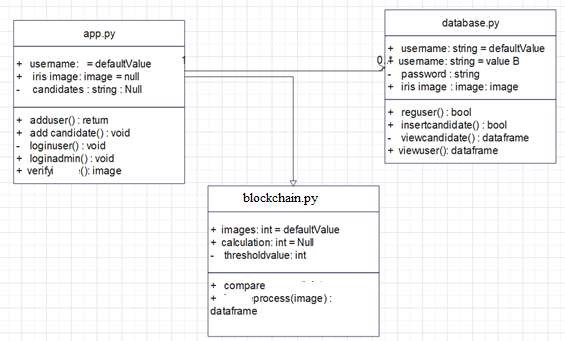 app.py
+ username: = defaultValue
+ iris image: image = null
- candidates : string : Null
+ adduser() : return
+ add candidate() : void
- loginuser() : void
+ loginadmin() : void
(): image
1
0..*
database.py
+ username: string = defaultValue
username: string = value B
- password : string
+ iris image : image: image
+ reguser() : bool
+ insertcandidate() : bool
- viewcandidate() : dataframe
+ viewuser(): dataframe
blockchain.py
+ images: int = defaultValue
+ calculation: int = Null
- thresholdvalue: int
+ compare
+ process(image) :
dataframe